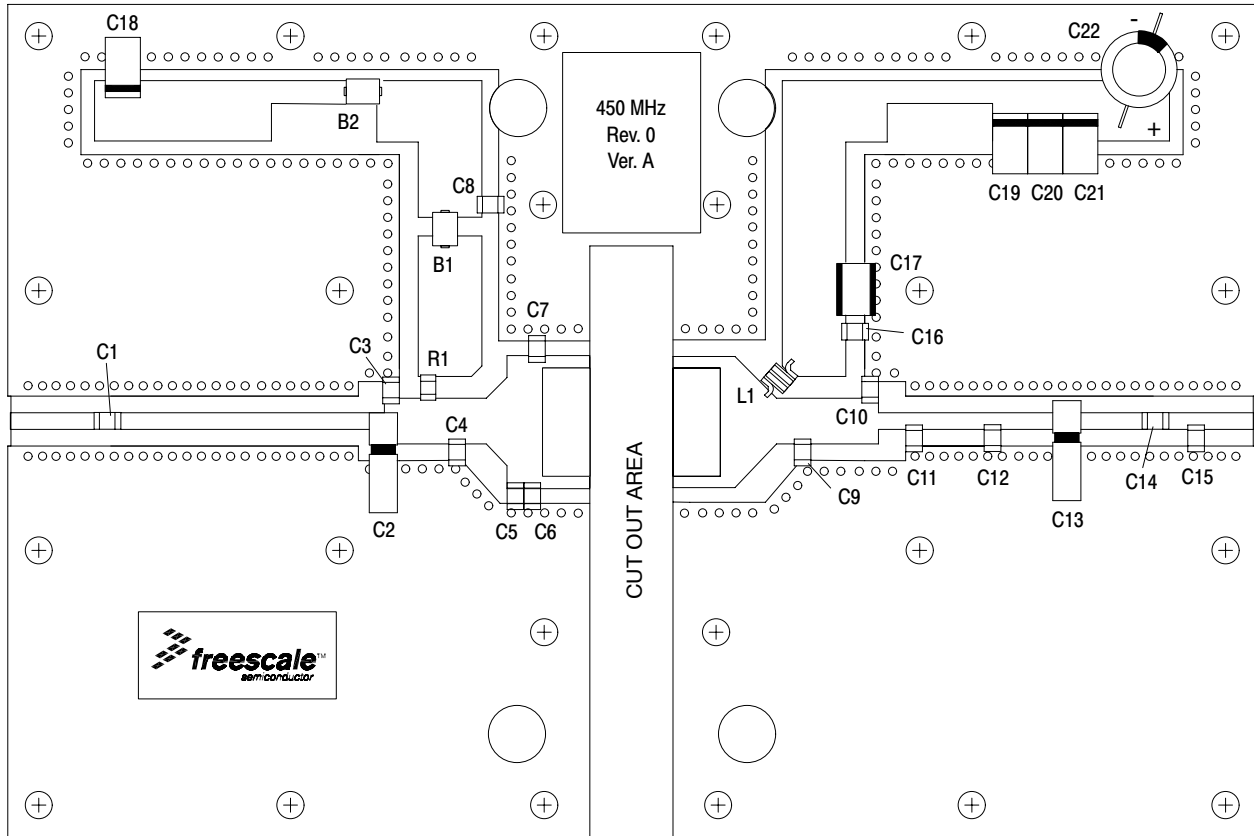 C18
C22
-
+
B2
450 MHz
Rev. 0
Ver. A
C8
C19 C20 C21
B1
C17
C7
C16
C3
R1
C1
L1
C10
C4
C9
C11
C12
C14
C15
C5 C6
C2
C13
CUT OUT AREA
freescale™
semiconductor